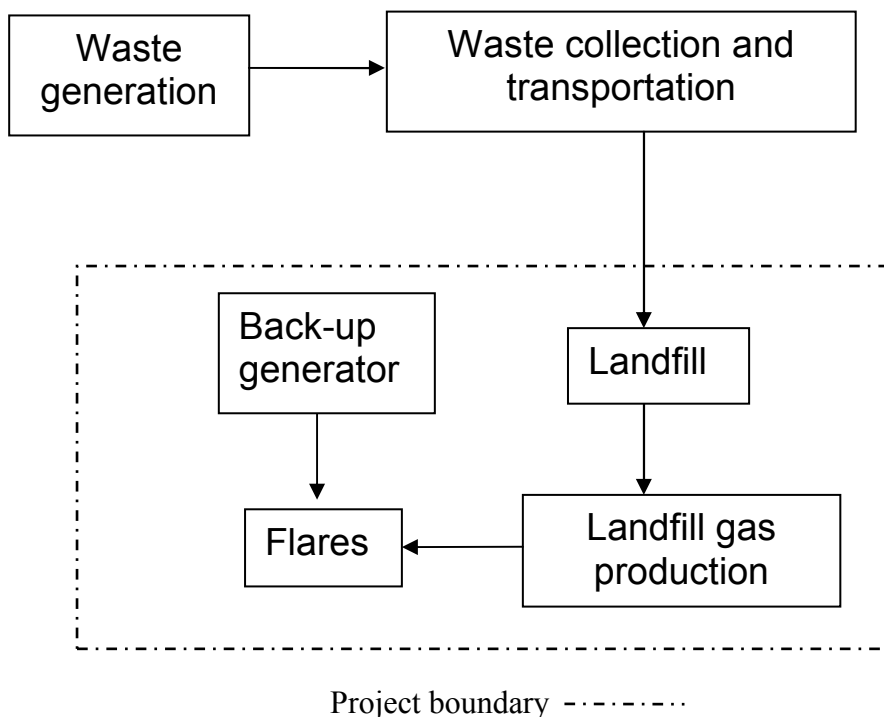 Waste
generation
Waste collection and
transportation
Back-up
generator
Landfill
Flares
Landfill gas
production
Project boundary